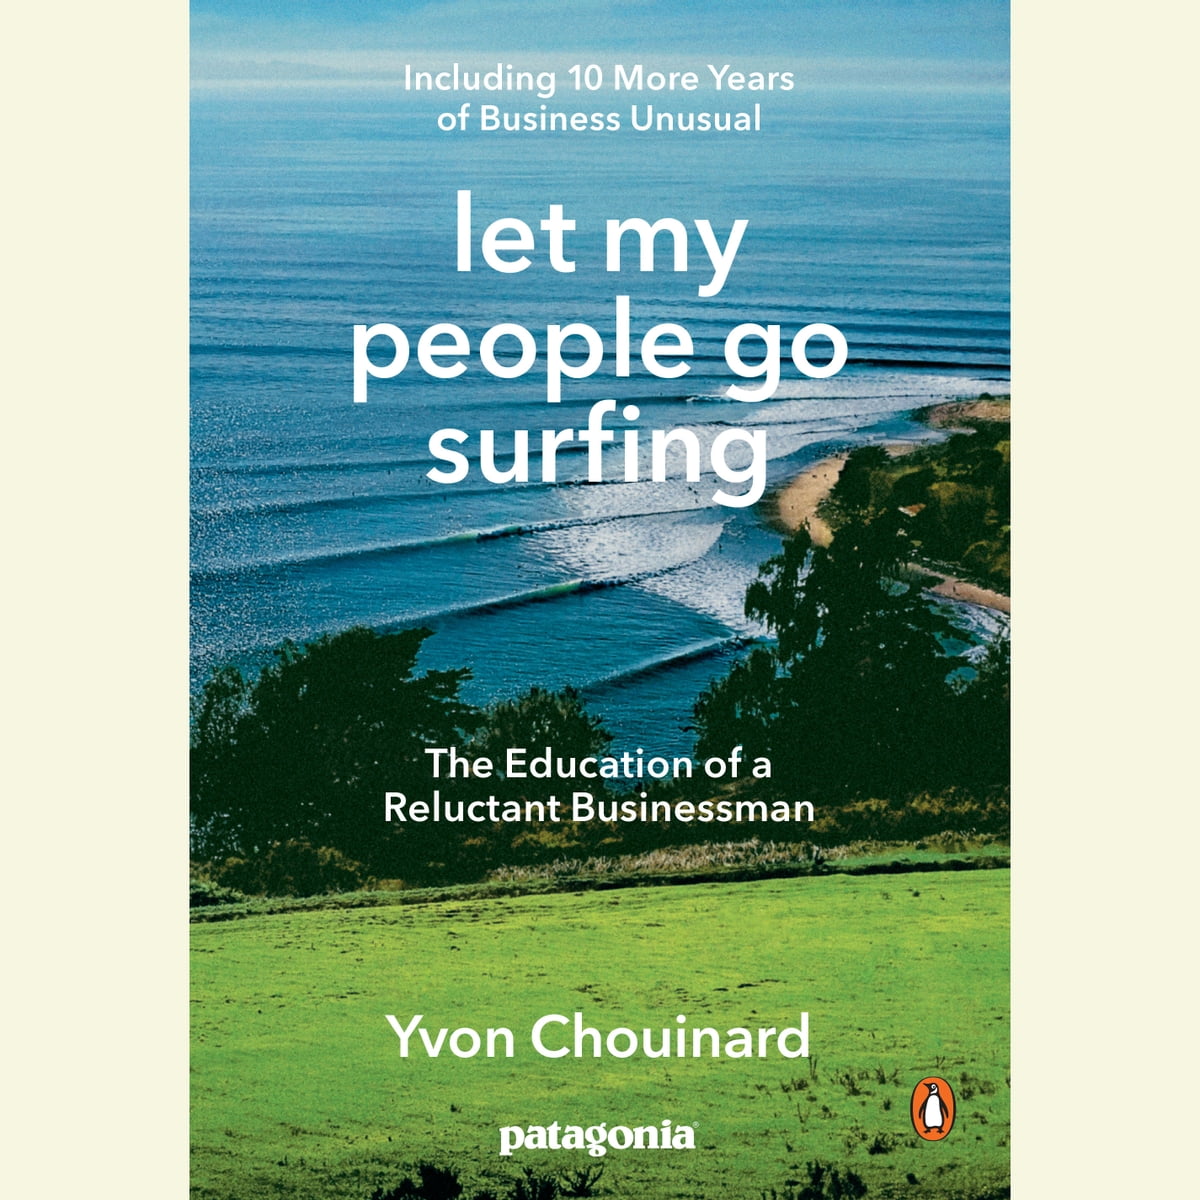 Including 10 More Years
of Business Unusual
let my
people go
surfing
The Education of a
Reluctant Businessman
Yvon Chouinard
patagonia®